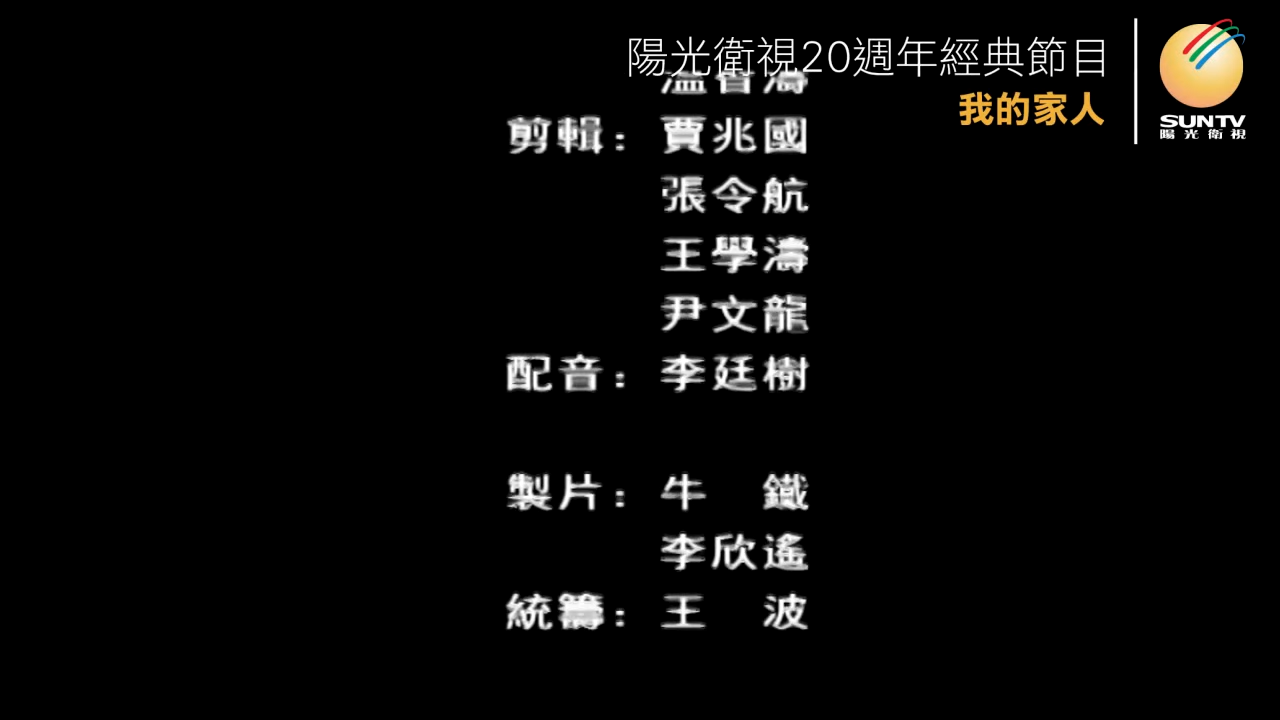 陽光衛視20週年經典節目
我的家人
SUNTV
陽光衛視
剪輯：賈兆國
張令航
王學濤
尹文龍
配音：李廷樹
製片：牛 鐵
李欣遙
統籌：王 波